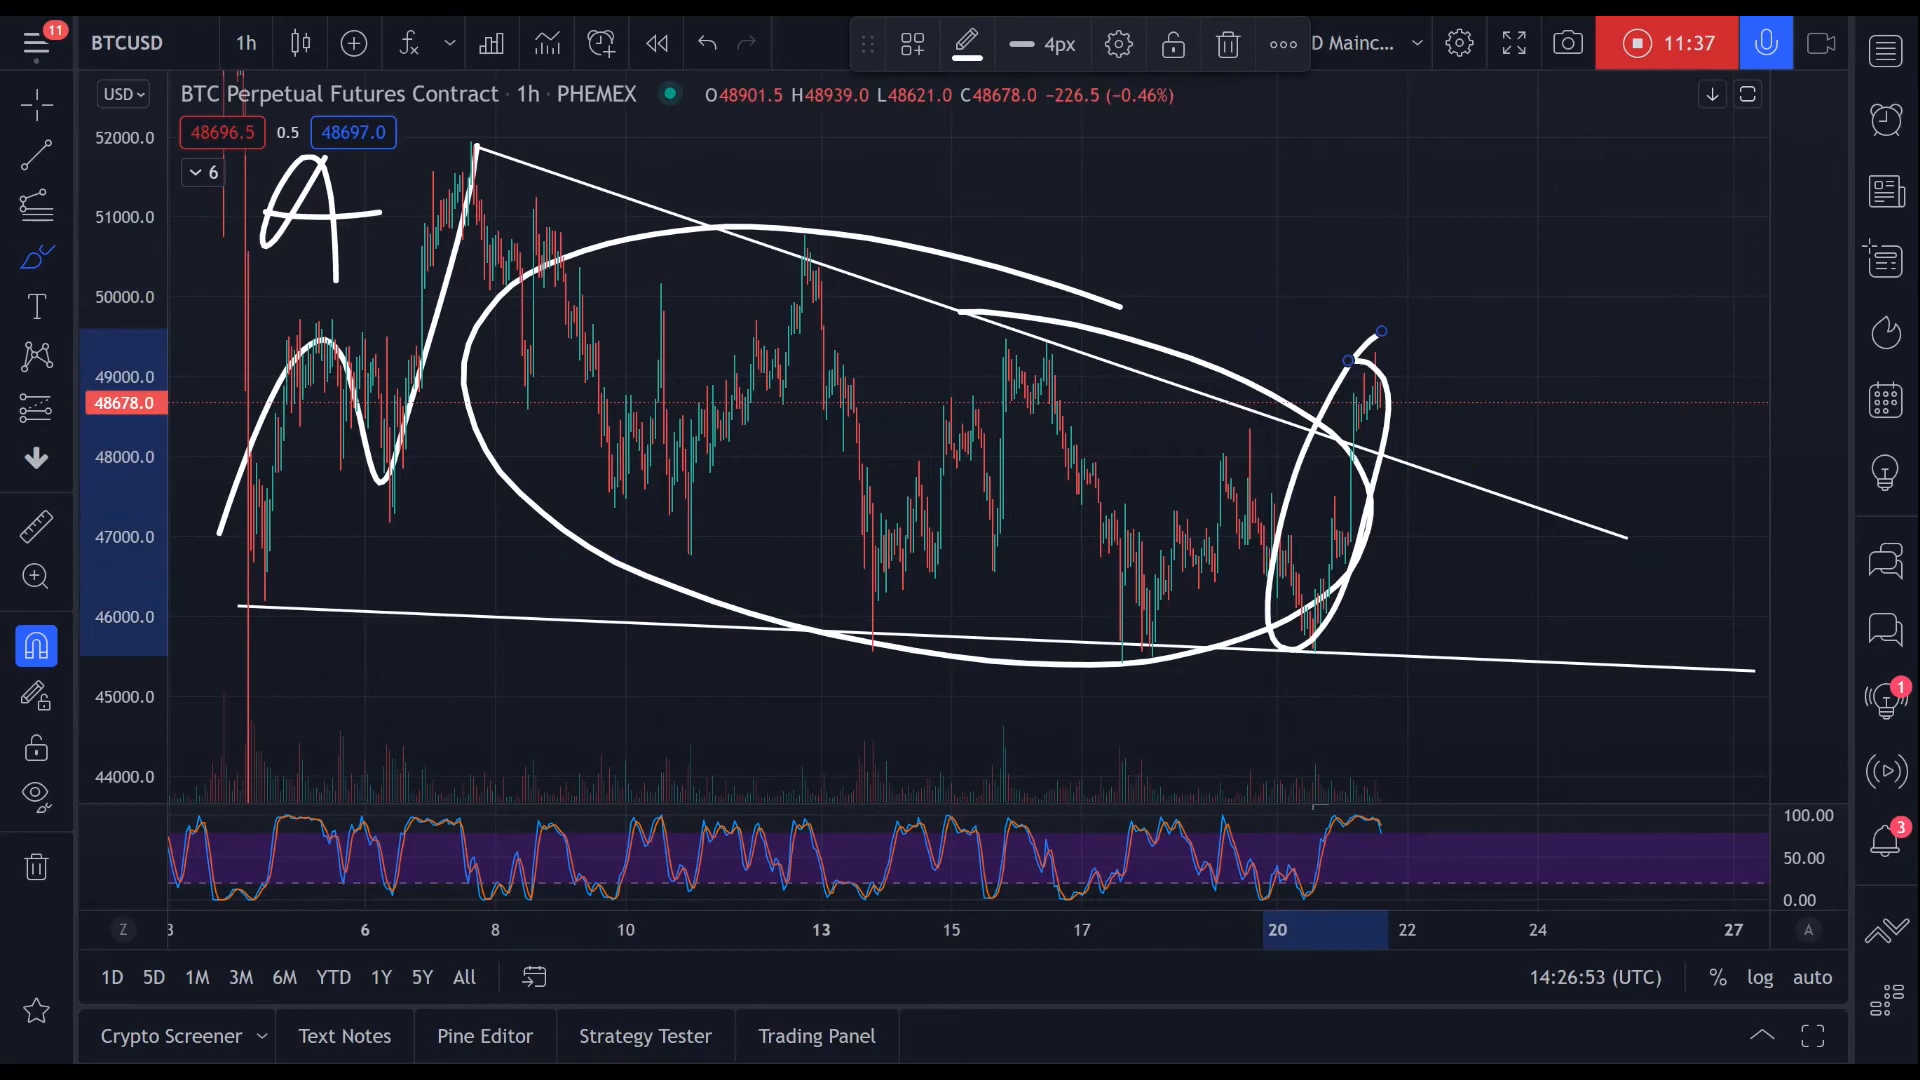 11
BTCUSD
1h
4px
D Mainc...
11:37
USD
BTC Perpetual Futures Contract · 1h · PHEMEX
O48901.5 H48939.0 L48621.0 C48678.0 −226.5 (−0.46%)
48696.5
0.5
48697.0
6
A
52000.0
51000.0
50000.0
49000.0
48678.0
48000.0
47000.0
46000.0
45000.0
44000.0
100.00
50.00
0.00
1
3
Z
3
6
8
10
13
15
17
20
22
24
27
A
1D
5D
1M
3M
6M
YTD
1Y
5Y
All
14:26:53 (UTC)
%
log
auto
Crypto Screener
Text Notes
Pine Editor
Strategy Tester
Trading Panel